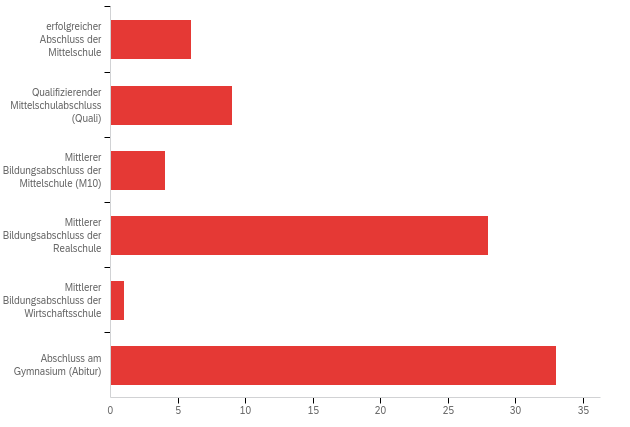 erfolgreicher
Abschluss der
Mittelschule
Qualifizierender
Mittelschulabschluss
(Quali)
Mittlerer
Bildungsabschluss der
Mittelschule (M10)
Mittlerer
Bildungsabschluss der
Realschule
Mittlerer
Bildungsabschluss der
Wirtschaftsschule
Abschluss am
Gymnasium (Abitur)
0 5 10 15 20 25 30 35